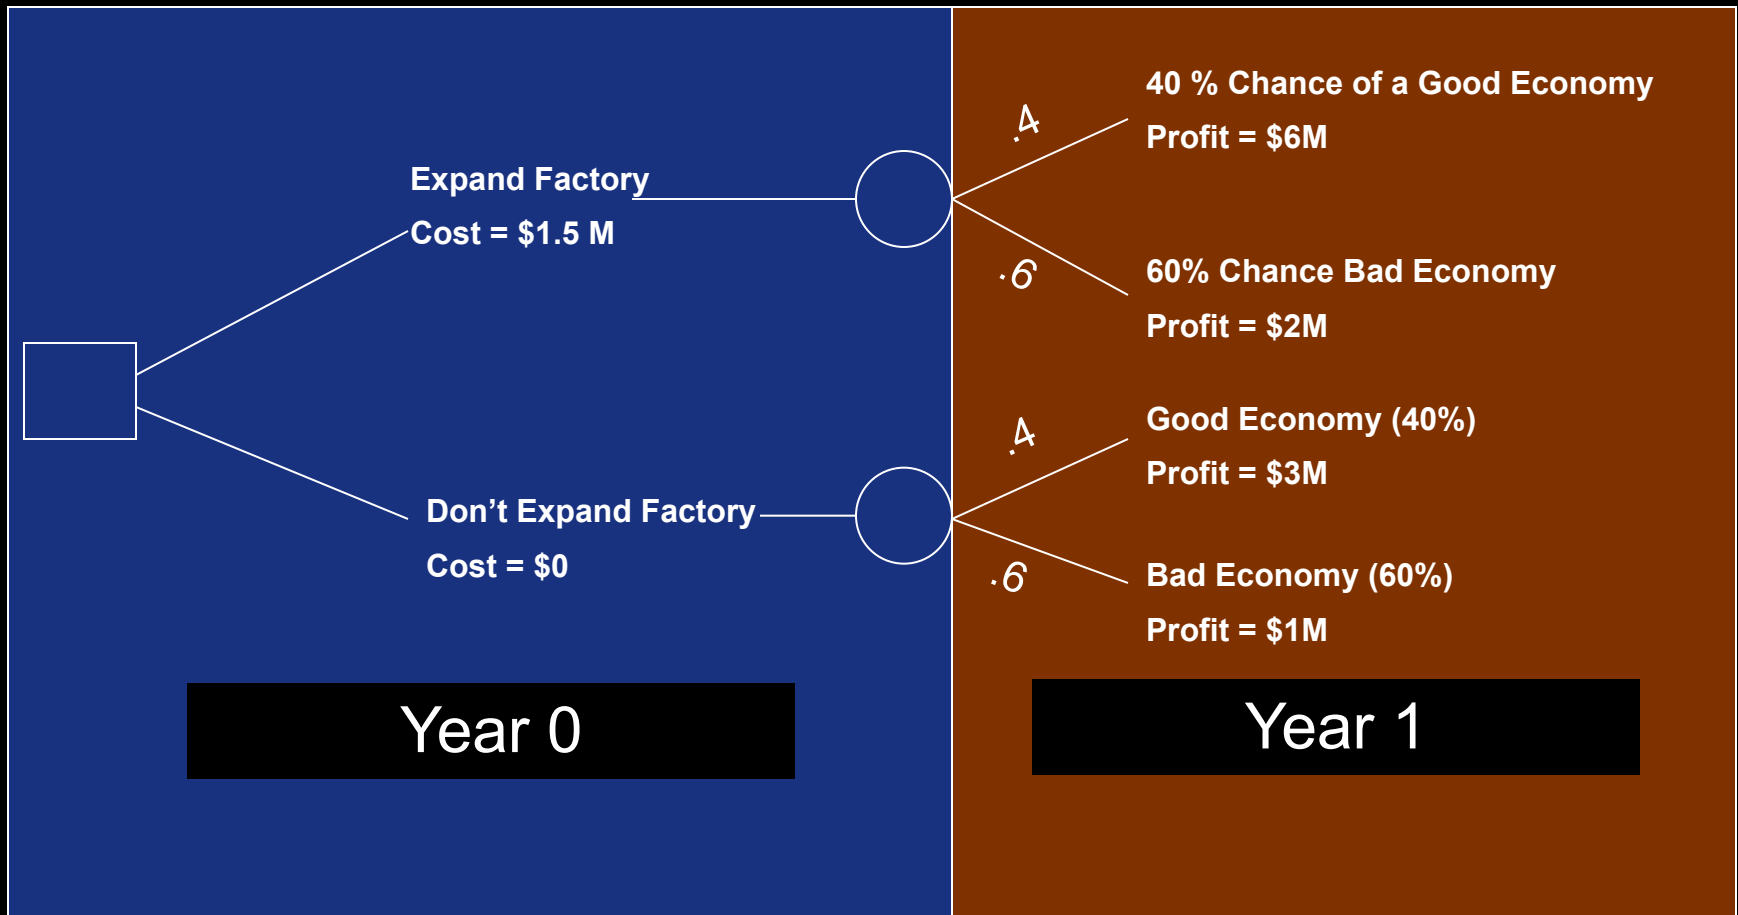 40 % Chance of a Good Economy
.4
Profit = $6M
Expand Factory
Cost = $1.5 M
60% Chance Bad Economy
.6
Profit = $2M
Good Economy (40%)
.4
Profit = $3M
Don’t Expand Factory
Cost = $0
Bad Economy (60%)
.6
Profit = $1M
Year 0
Year 1